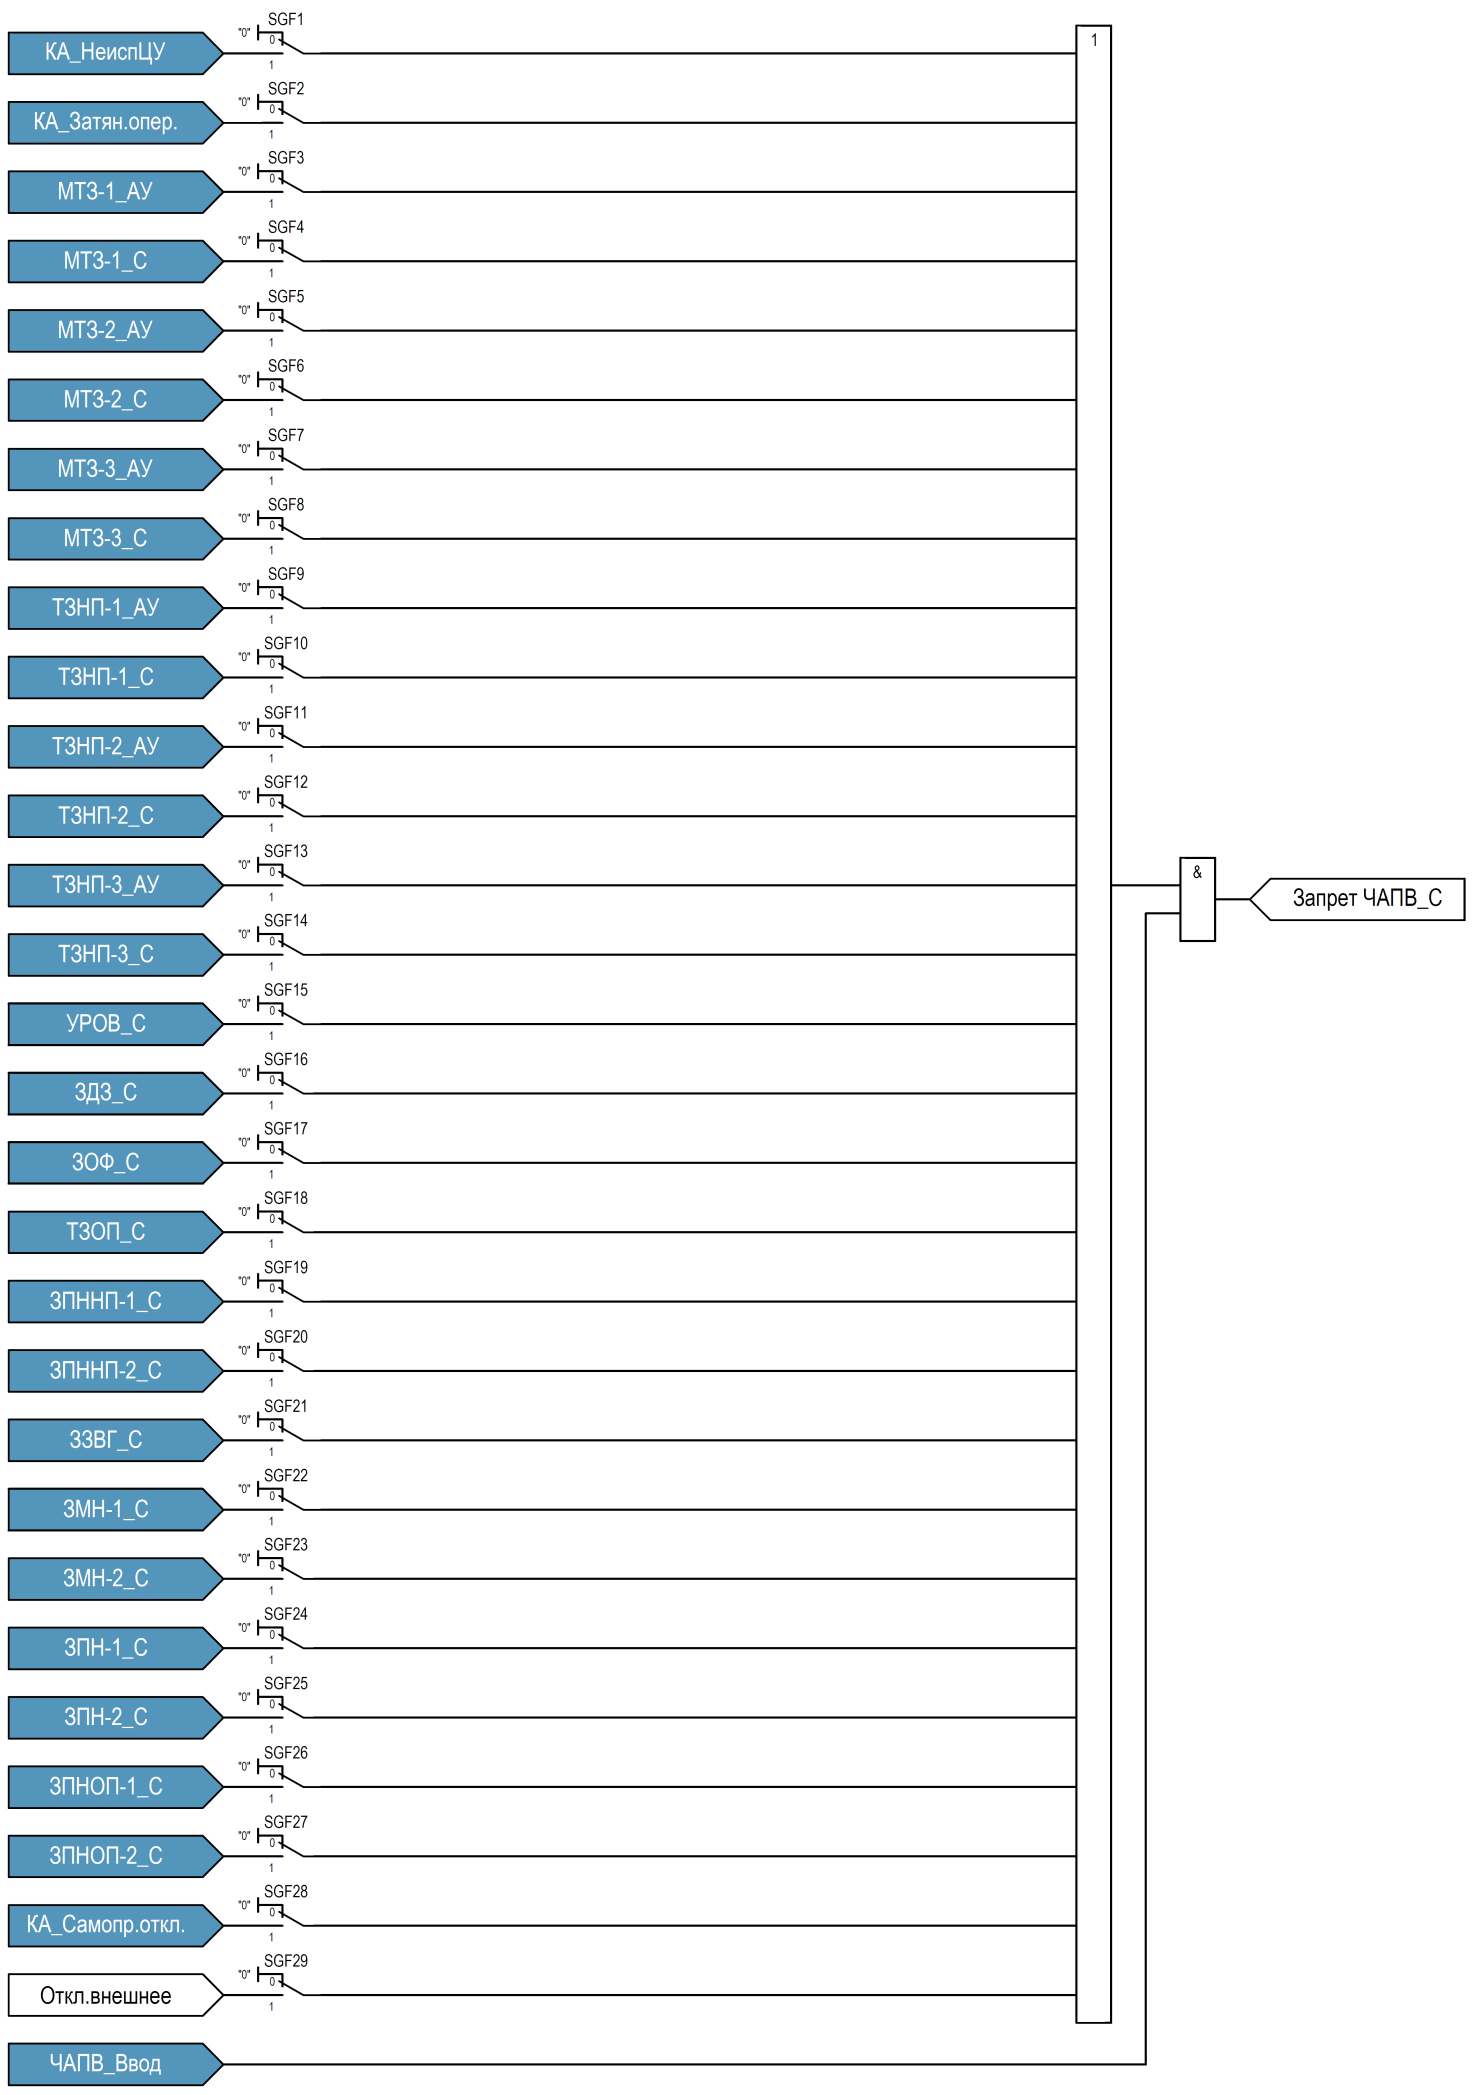 SGF1
"0" 0
КА_НеиспЦУ
1
1
SGF2
"0" 0
КА_Затян.опер.
1
SGF3
"0" 0
МТЗ-1_АУ
1
SGF4
"0" 0
МТЗ-1_С
1
SGF5
"0" 0
МТЗ-2_АУ
1
SGF6
"0" 0
МТЗ-2_С
1
SGF7
"0" 0
МТЗ-3_АУ
1
SGF8
"0" 0
МТЗ-3_С
1
SGF9
"0" 0
ТЗНП-1_АУ
1
SGF10
"0" 0
ТЗНП-1_С
1
SGF11
"0" 0
ТЗНП-2_АУ
1
SGF12
"0" 0
ТЗНП-2_С
1
SGF13
"0" 0
ТЗНП-3_АУ
1
&
Запрет ЧАПВ_С
SGF14
"0" 0
ТЗНП-3_С
1
SGF15
"0" 0
УРОВ_С
1
SGF16
"0" 0
ЗДЗ_С
1
SGF17
"0" 0
ЗОФ_С
1
SGF18
"0" 0
ТЗОП_С
1
SGF19
"0" 0
ЗПННП-1_С
1
SGF20
"0" 0
ЗПННП-2_С
1
SGF21
"0" 0
ЗЗВГ_С
1
SGF22
"0" 0
ЗМН-1_С
1
SGF23
"0" 0
ЗМН-2_С
1
SGF24
"0" 0
ЗПН-1_С
1
SGF25
"0" 0
ЗПН-2_С
1
SGF26
"0" 0
ЗПНОП-1_С
1
SGF27
"0" 0
ЗПНОП-2_С
1
SGF28
"0" 0
КА_Самопр.откл.
1
SGF29
"0" 0
Откл.внешнее
1
ЧАПВ_Ввод